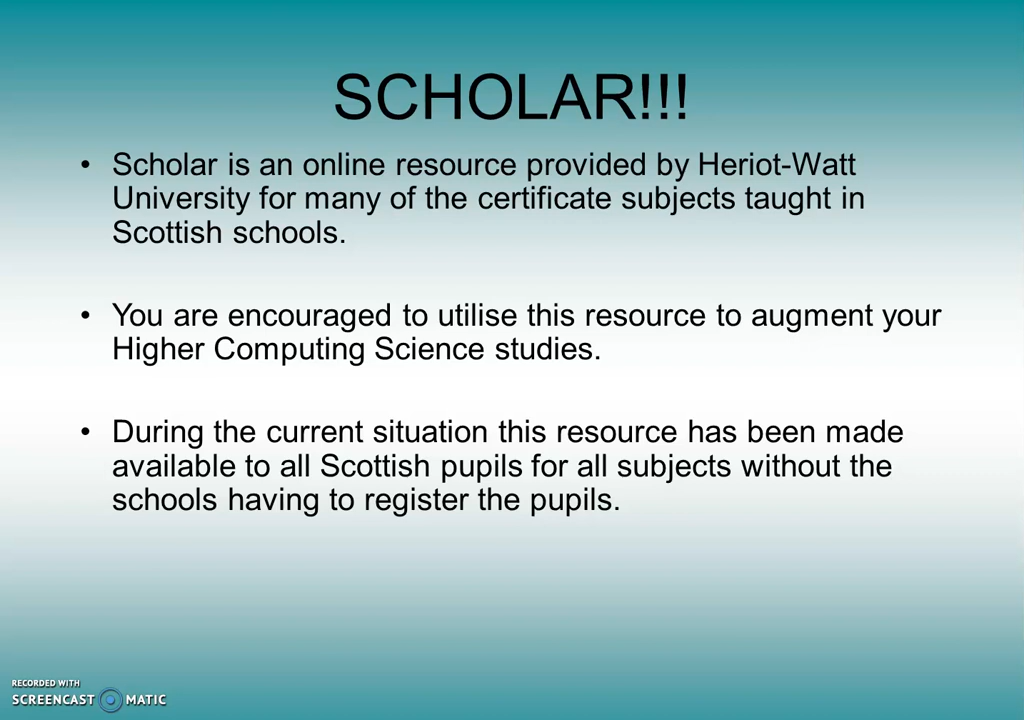 SCHOLAR!!!
• Scholar is an online resource provided by Heriot-Watt
University for many of the certificate subjects taught in
Scottish schools.
• You are encouraged to utilise this resource to augment your
Higher Computing Science studies.
• During the current situation this resource has been made
available to all Scottish pupils for all subjects without the
schools having to register the pupils.
RECORDED WITH
SCREENCAST MATIC